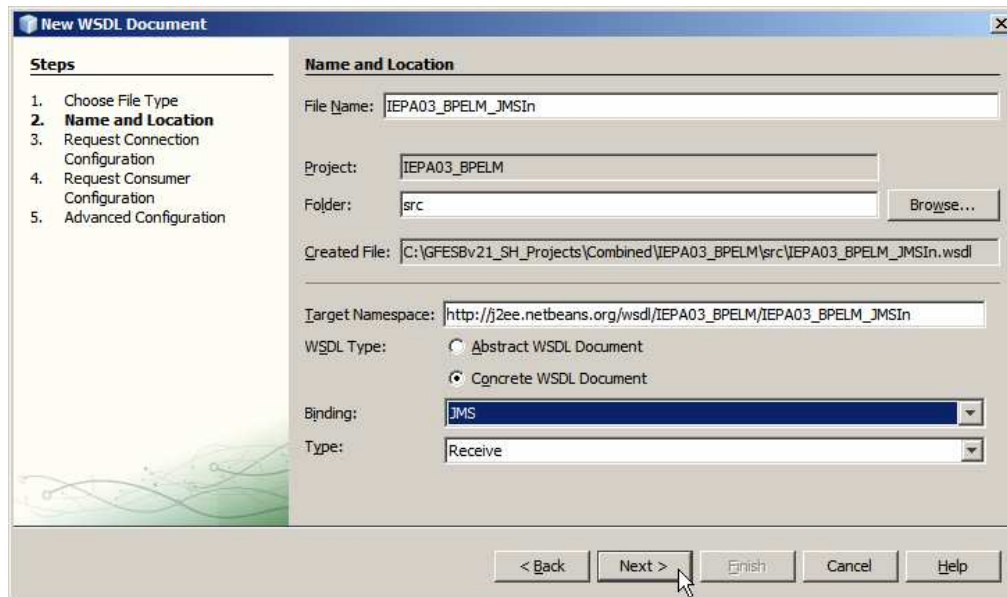 New WSDL Document
Steps
1. Choose File Type
2. Name and Location
3. Request Connection
Configuration
4. Request Consumer
Configuration
5. Advanced Configuration
Name and Location
File Name: IEPA03_BPELM_JMSIn
Project: IEPA03_BPELM
Folder: src Browse...
Created File: C:\GFESBv21_SH_Projects\Combined\IEPA03_BPELM\src\IEPA03_BPELM_JMSIn.wsdl
Target Namespace: http://j2ee.netbeans.org/wsdl/IEPA03_BPELM/IEPA03_BPELM_JMSIn
WSDL Type: Abstract WSDL Document
Concrete WSDL Document
Binding: JMS
Type: Receive
< Back Next > Finish Cancel Help